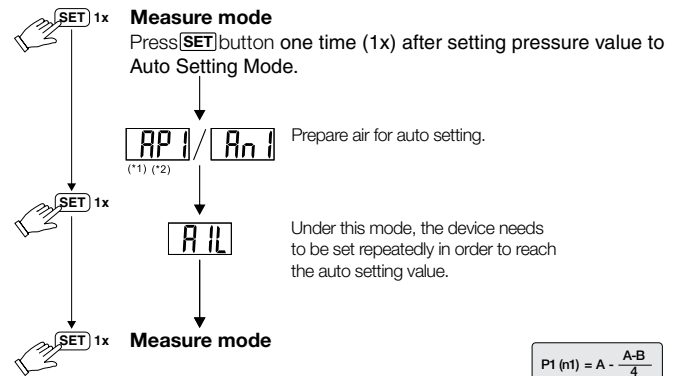 SET 1x Measure mode
Press SET button one time (1x) after setting pressure value to
Auto Setting Mode.
AP1 / An1 Prepare air for auto setting.
(*1) (*2)
SET 1x
A1L Under this mode, the device needs
to be set repeatedly in order to reach
the auto setting value.
SET 1x Measure mode
P1 (n1) = A - A-B
4